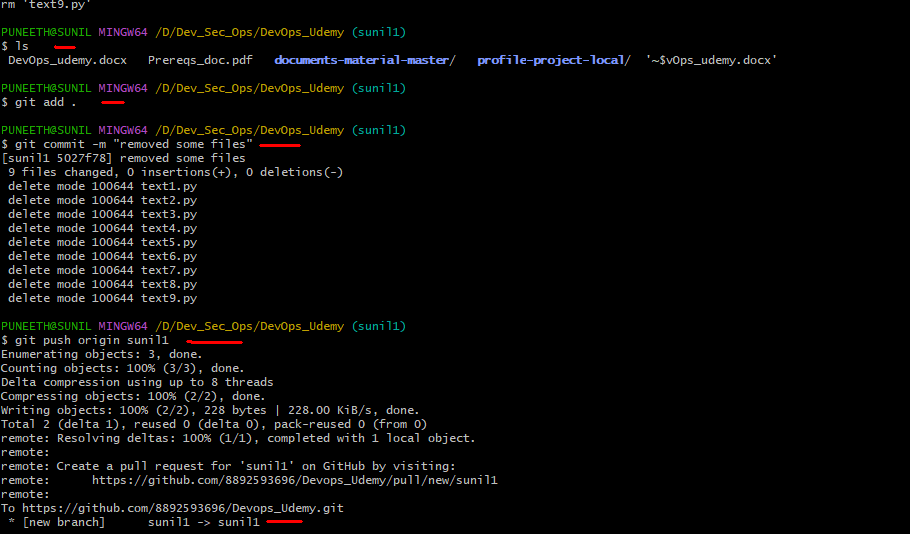 rm 'text9.py'
PUNEETH@SUNIL MINGW64 /D/Dev_Sec_Ops/DevOps_Udemy (sunil1)
$ ls
DevOps_udemy.docx   Prereqs_doc.pdf   documents-material-master/   profile-project-local/  '~$vOps_udemy.docx'
PUNEETH@SUNIL MINGW64 /D/Dev_Sec_Ops/DevOps_Udemy (sunil1)
$ git add .
PUNEETH@SUNIL MINGW64 /D/Dev_Sec_Ops/DevOps_Udemy (sunil1)
$ git commit -m "removed some files"
[sunil1 5027f78] removed some files
 9 files changed, 0 insertions(+), 0 deletions(-)
 delete mode 100644 text1.py
 delete mode 100644 text2.py
 delete mode 100644 text3.py
 delete mode 100644 text4.py
 delete mode 100644 text5.py
 delete mode 100644 text6.py
 delete mode 100644 text7.py
 delete mode 100644 text8.py
 delete mode 100644 text9.py
PUNEETH@SUNIL MINGW64 /D/Dev_Sec_Ops/DevOps_Udemy (sunil1)
$ git push origin sunil1
Enumerating objects: 3, done.
Counting objects: 100% (3/3), done.
Delta compression using up to 8 threads
Compressing objects: 100% (2/2), done.
Writing objects: 100% (2/2), 228 bytes | 228.00 KiB/s, done.
Total 2 (delta 1), reused 0 (delta 0), pack-reused 0 (from 0)
remote: Resolving deltas: 100% (1/1), completed with 1 local object.
remote:
remote: Create a pull request for 'sunil1' on GitHub by visiting:
remote:      https://github.com/8892593696/Devops_Udemy/pull/new/sunil1
remote:
To https://github.com/8892593696/Devops_Udemy.git
 * [new branch]      sunil1 -> sunil1